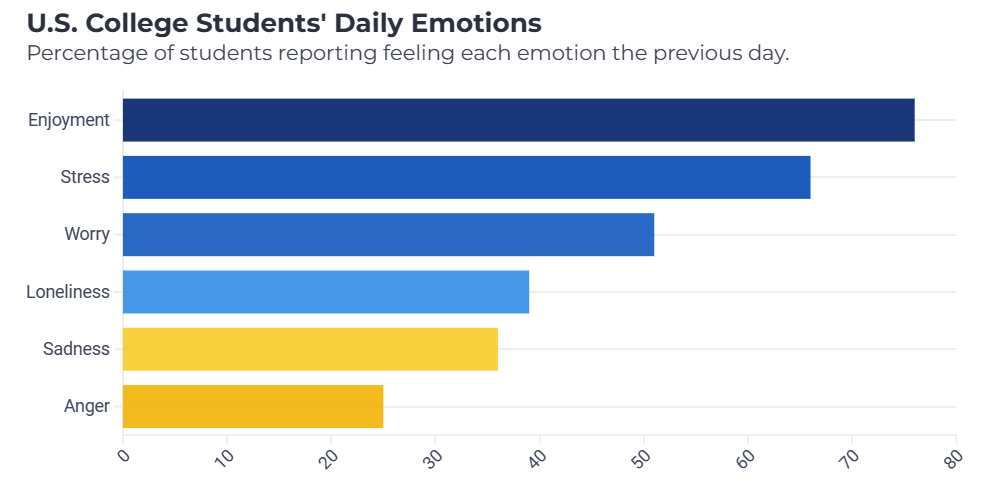 U.S. College Students' Daily Emotions
Percentage of students reporting feeling each emotion the previous day.
Enjoyment
Stress
Worry
Loneliness
Sadness
Anger
0 10 20 30 40 50 60 70 80